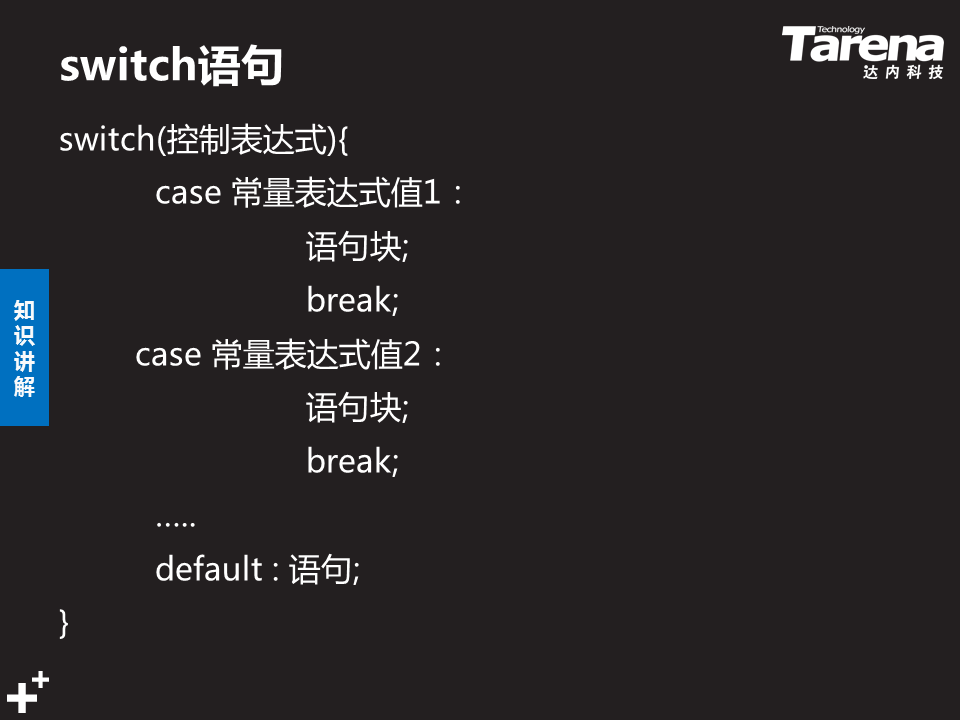 switch语句
Technology
Tarena
达内科技
switch(控制表达式){
case 常量表达式值1：
语句块;
break;
case 常量表达式值2：
语句块;
break;
…..
default : 语句;
}
知识讲解